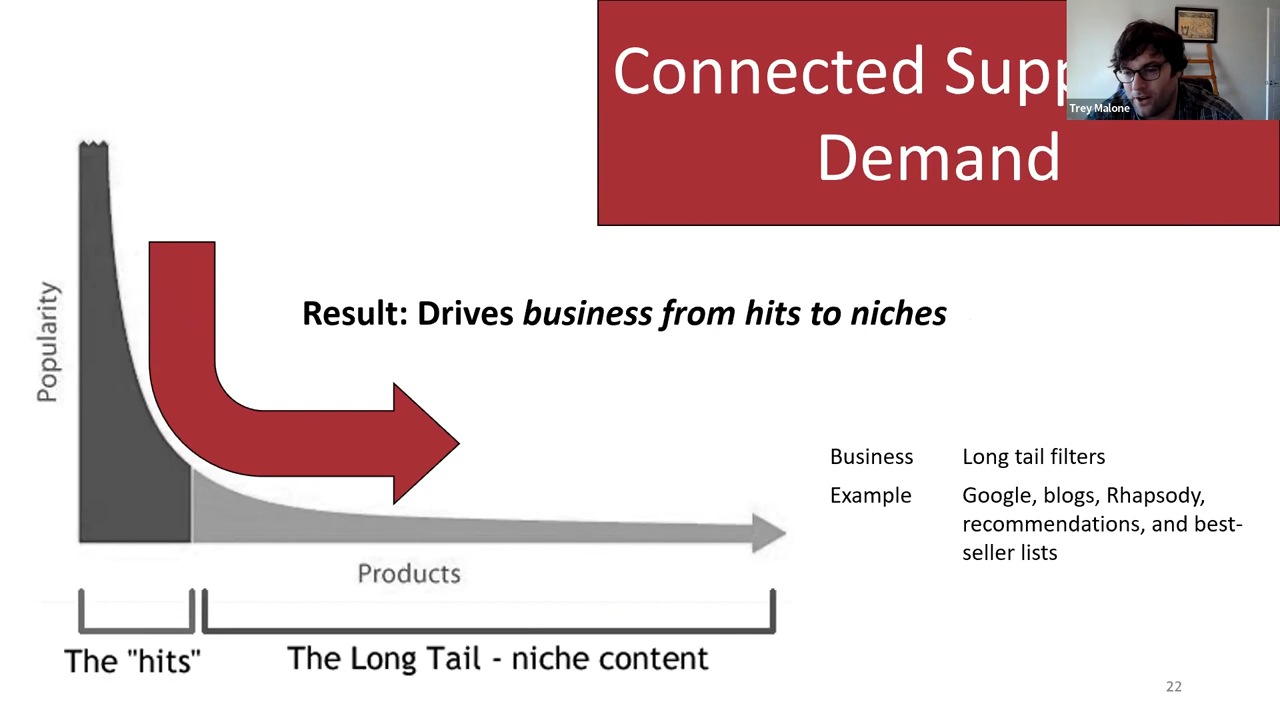 Connected
Demand
Trey Malone
Result: Drives business from hits to niches
Popularity
Business Long tail filters
Example Google, blogs, Rhapsody,
recommendations, and best-
seller lists
Products
The "hits"
The Long Tail - niche content
22